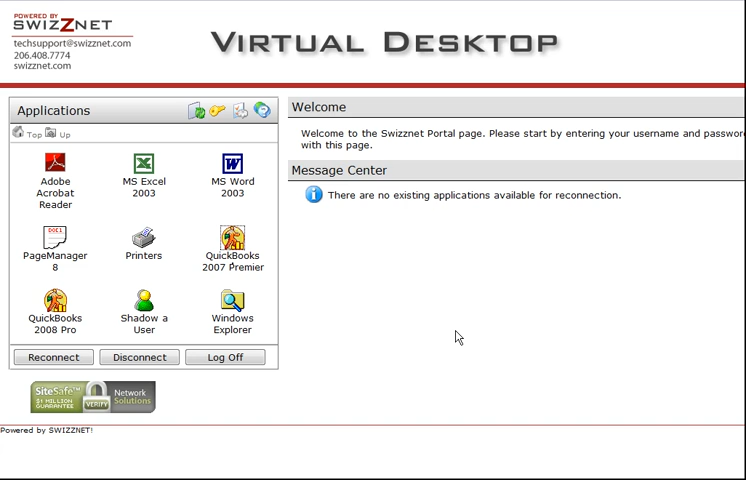 POWERED BY
SWIZZNET
techsupport@swizznet.com
206.408.7774
swizznet.com
VIRTUAL DESKTOP
Applications
Top Up
Adobe
Acrobat
Reader
MS Excel
2003
MS Word
2003
PageManager
8
Printers
QuickBooks
2007 Premier
QuickBooks
2008 Pro
Shadow a
User
Windows
Explorer
Reconnect
Disconnect
Log Off
Welcome
Welcome to the Swizznet Portal page. Please start by entering your username and passwor
with this page.
Message Center
There are no existing applications available for reconnection.
SiteSafe™
$1 MILLION
GUARANTEE
VERIFY
Network
Solutions
Powered by SWIZZNET!